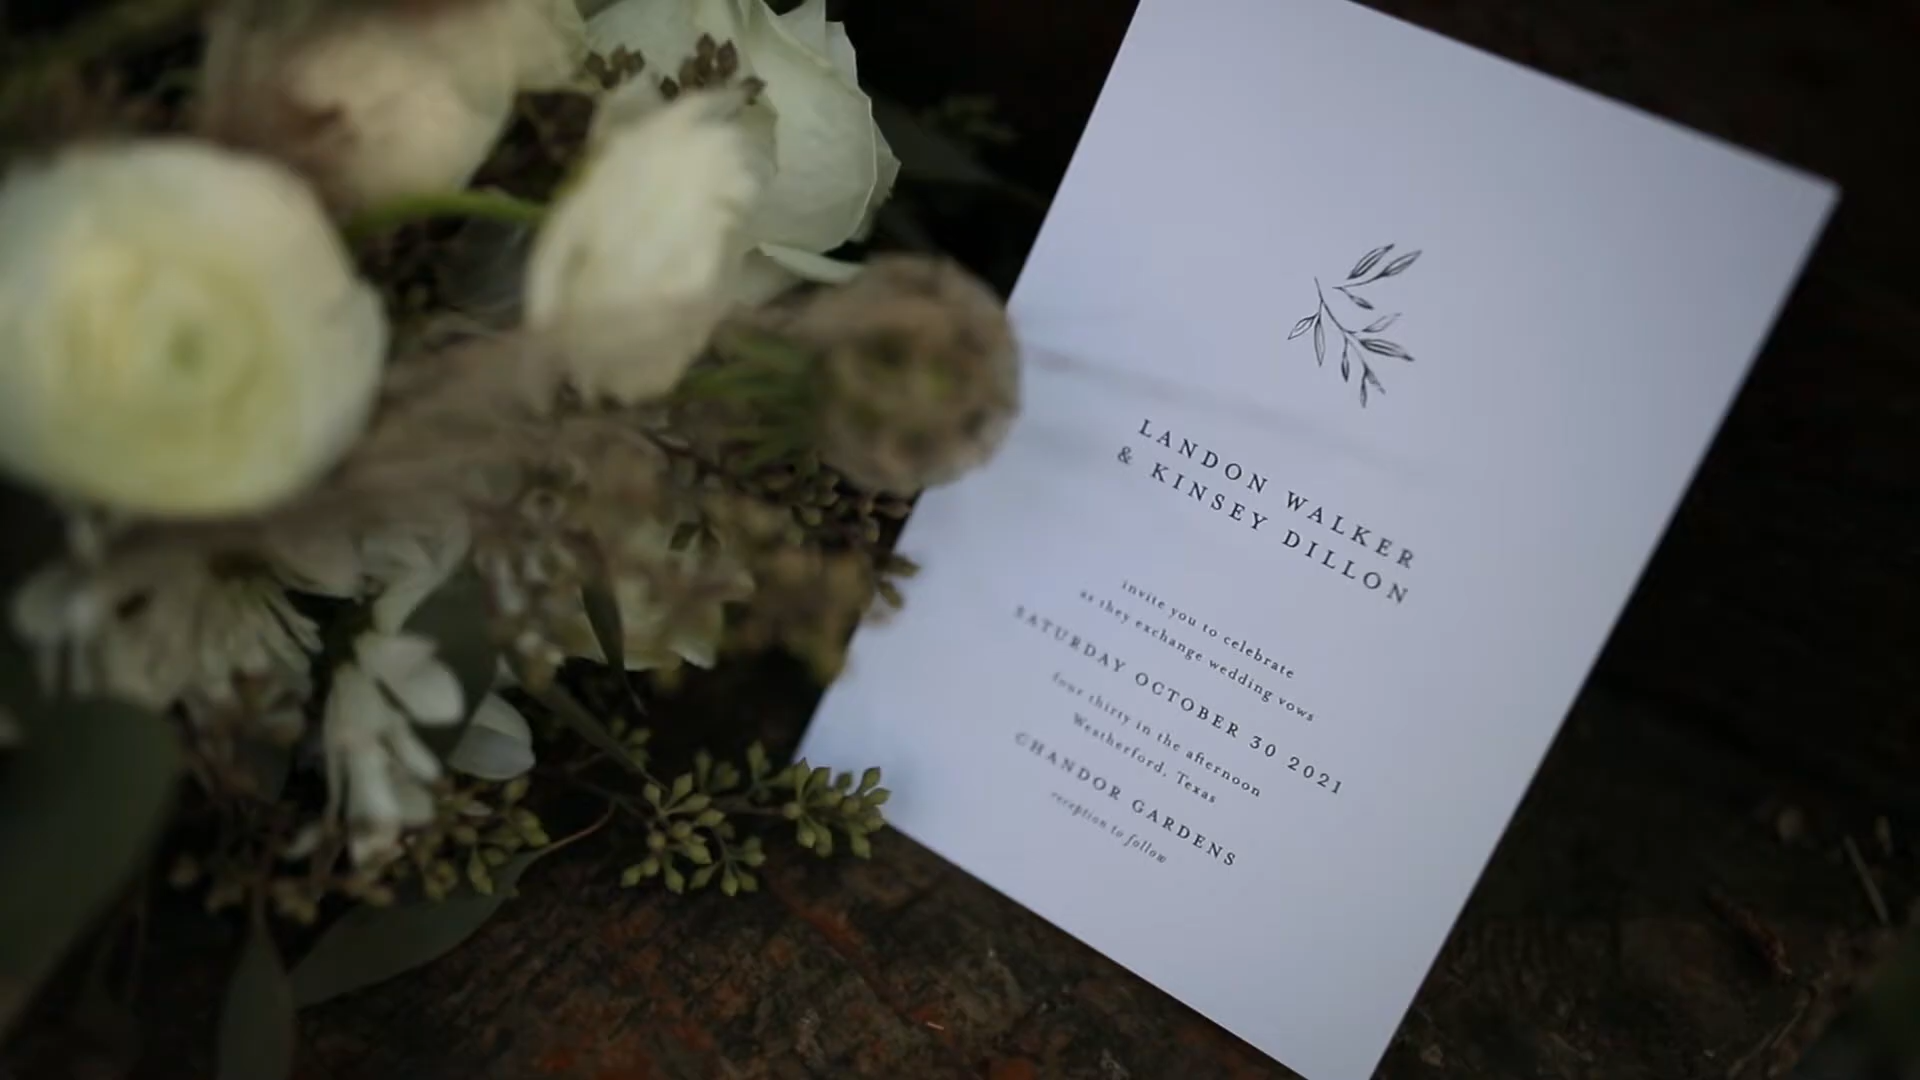 LANDON WALKER
& KINSEY DILLON
invite you to celebrate
as they exchange wedding vows
SATURDAY OCTOBER 30 2021
four thirty in the afternoon
Weatherford, Texas
CHANDOR GARDENS
reception to follow